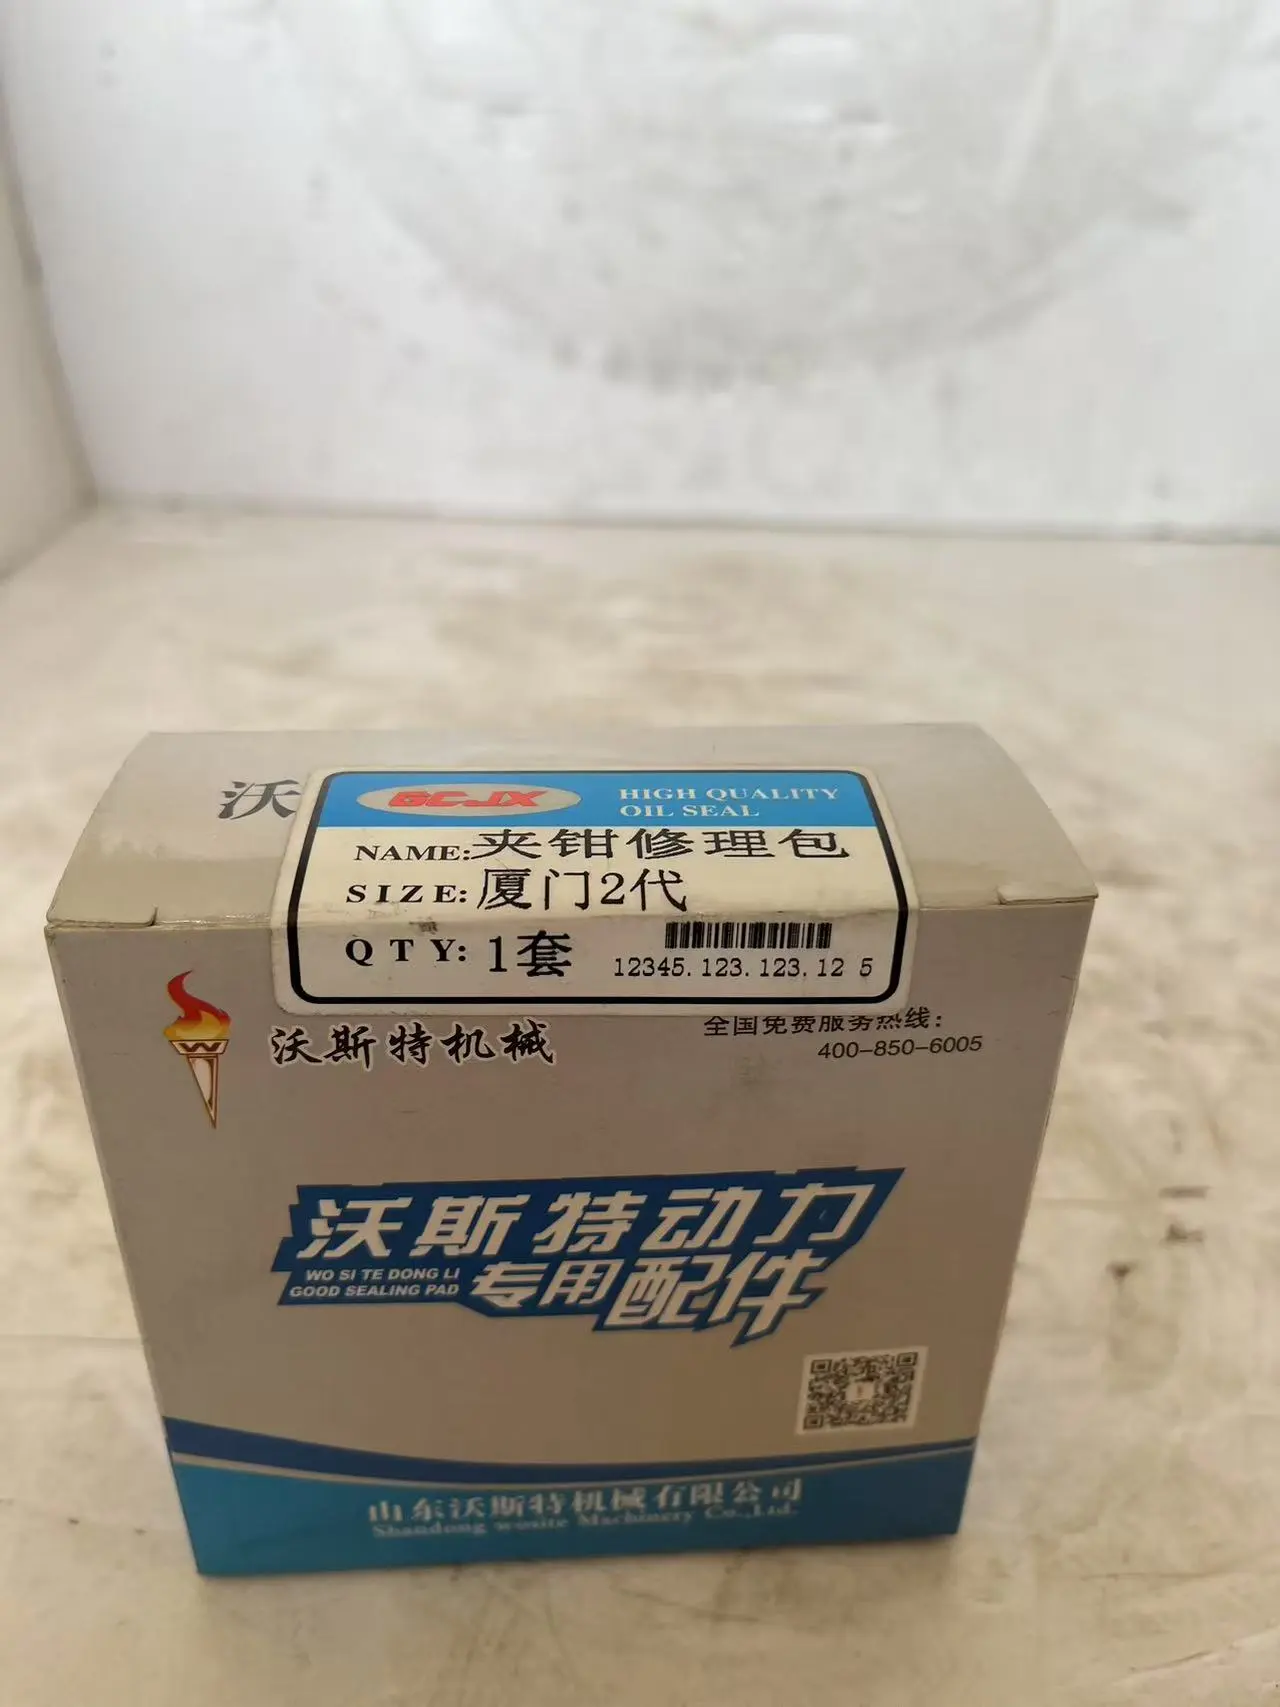 沃
GCJX
HIGH QUALITY
OIL SEAL
NAME:夹钳修理包
SIZE:厦门2代
QTY:1套
12345.123.123.12 5
沃斯特机械
全国免费服务热线:
400-850-6005
W
沃斯特动力
WO SI TE DONG LI
GOOD SEALING PAD
专用配件
山东沃斯特机械有限公司
Shandong wosite Machinery Co.,Ltd.